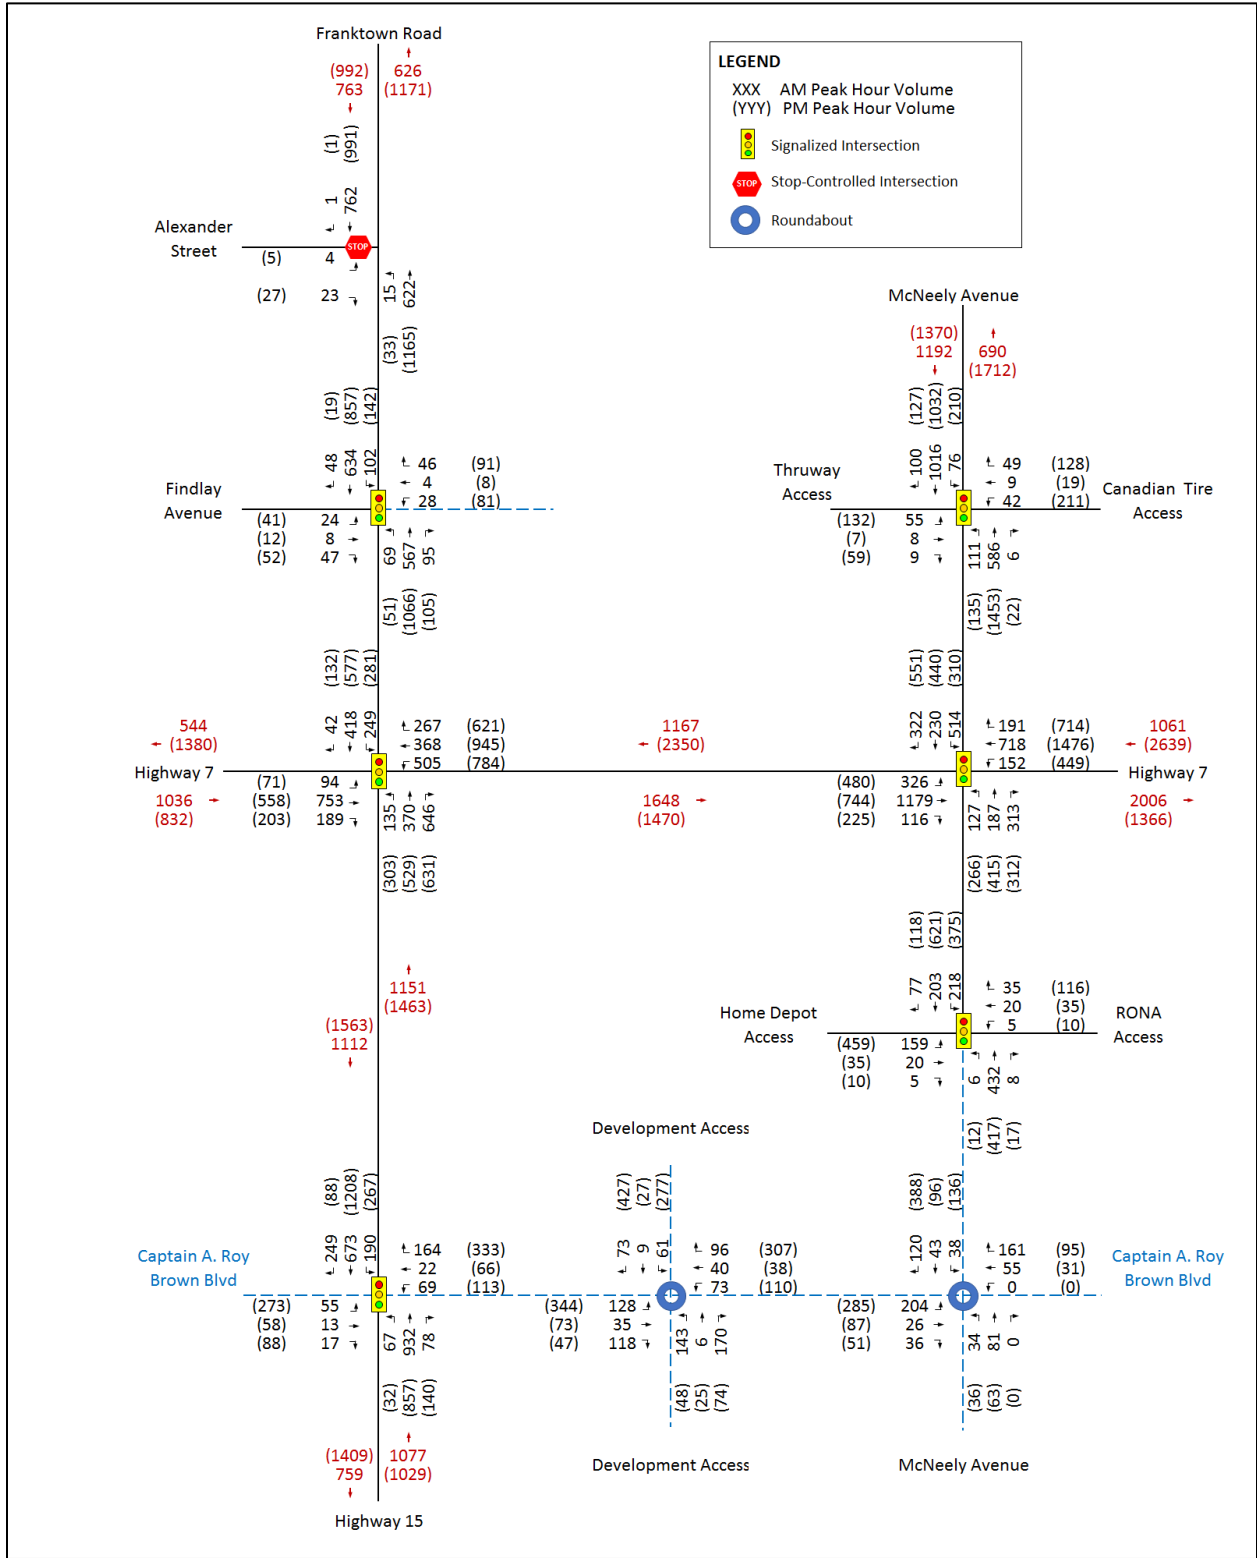 Franktown Road
(992) 626
763 (1171)
LEGEND
XXX AM Peak Hour Volume
(YYY) PM Peak Hour Volume
Signalized Intersection
STOP Stop-Controlled Intersection
Roundabout
(1) (991)
1 762
Alexander
Street
STOP
(5) 4
(27) 23
15 622
(33) (1165)
(19) (857) (142)
48 634 102
46 (91)
4 (8)
28 (81)
Findlay
Avenue
(41) 24
(12) 8
(52) 47
69 567 95
(51) (1066) (105)
McNeely Avenue
(1370) 690
1192 (1712)
(127) (1032) (210)
100 1016 76
49 (128)
9 (19)
42 (211)
Thruway
Access
Canadian Tire
Access
(132) 55
(7) 8
(59) 9
111 586 6
(135) (1453) (22)
(132) (577) (281)
42 418 249
267 (621)
368 (945)
505 (784)
544
(1380)
Highway 7
1036
(832)
(71) 94
(558) 753
(203) 189
135 370 646
(303) (529) (631)
1167
(2350)
1648
(1470)
(551) (440) (310)
322 230 514
191 (714)
718 (1476)
152 (449)
1061
(2639)
Highway 7
2006
(1366)
(480) 326
(744) 1179
(225) 116
127 187 313
(266) (415) (312)
(118) (621) (375)
77 203 218
35 (116)
20 (35)
5 (10)
Home Depot
Access
RONA
Access
(459) 159
(35) 20
(10) 5
6 432 8
(12) (417) (17)
1151
(1463)
(1563)
1112
(88) (1208) (267)
249 673 190
164 (333)
22 (66)
69 (113)
Captain A. Roy
Brown Blvd
(273) 55
(58) 13
(88) 17
67 932 78
(32) (857) (140)
(1409) 1077
759 (1029)
Highway 15
Development Access
(427) (27) (277)
73 9 61
96 (307)
40 (38)
73 (110)
(344) 128
(73) 35
(47) 118
143 6 170
(48) (25) (74)
Development Access
(388) (96) (136)
120 43 38
161 (95)
55 (31)
0 (0)
Captain A. Roy
Brown Blvd
(285) 204
(87) 26
(51) 36
34 81 0
(36) (63) (0)
McNeely Avenue